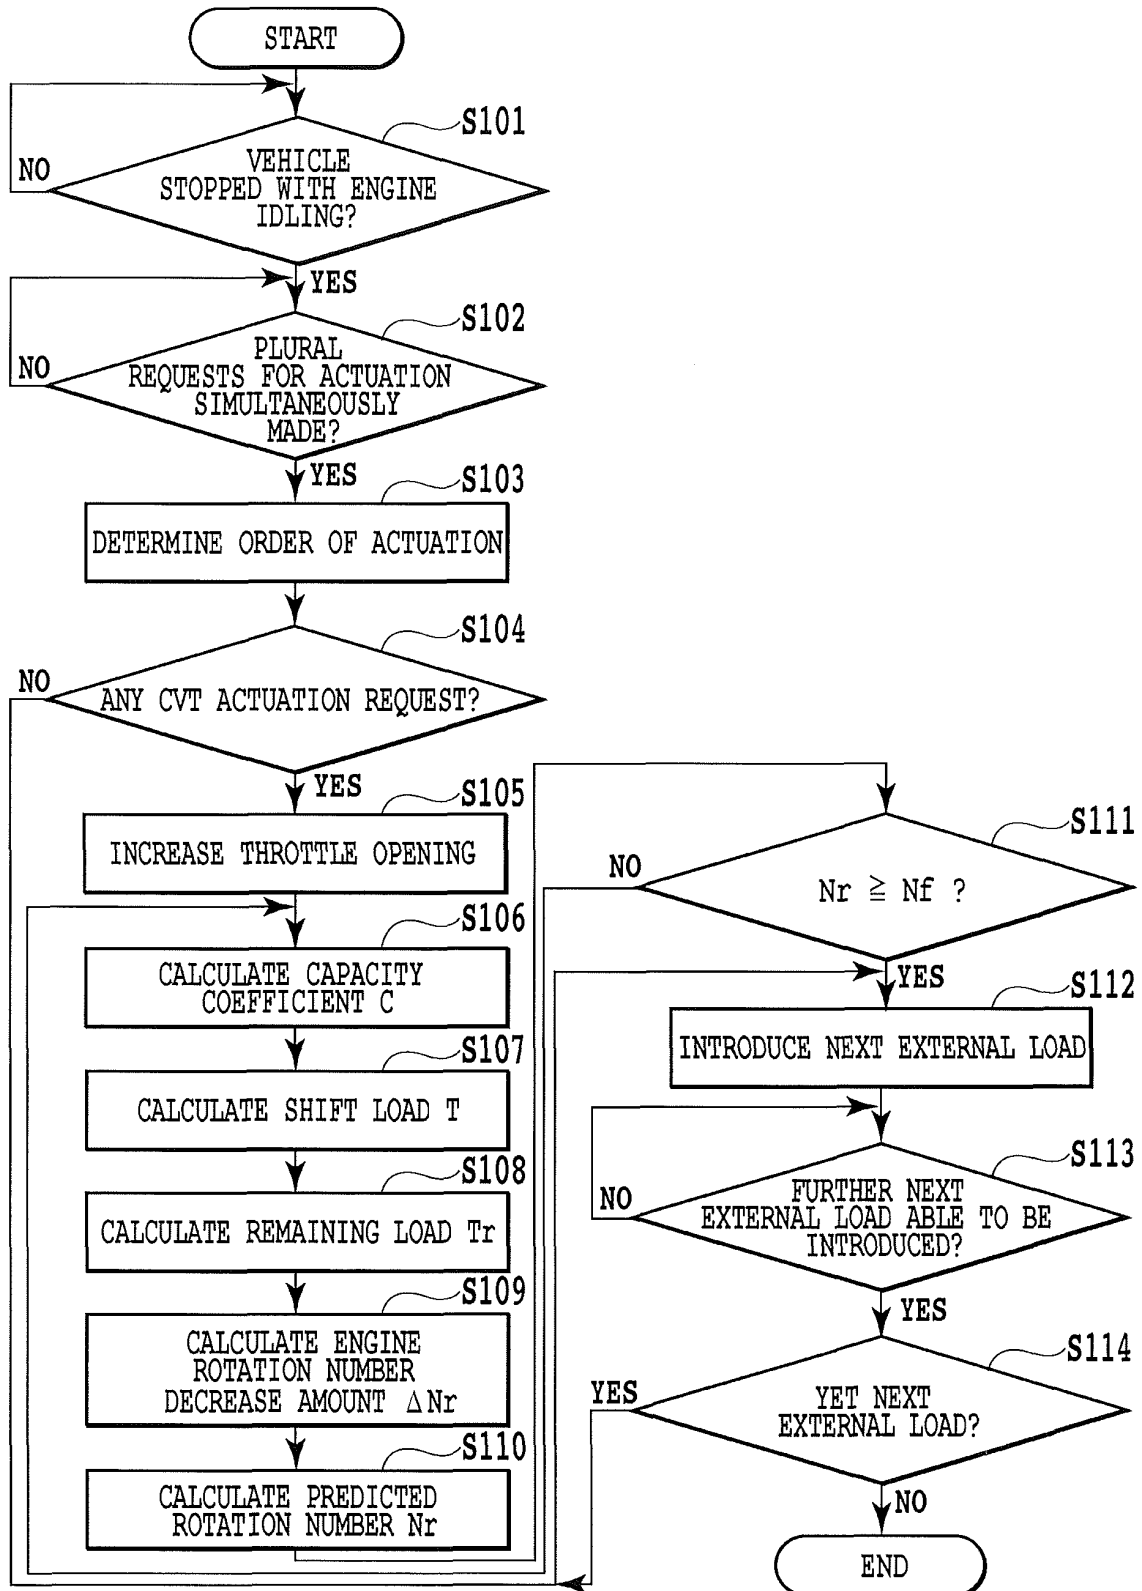 START
S101
VEHICLE
STOPPED WITH ENGINE
IDLING?
NO
YES
S102
PLURAL
REQUESTS FOR ACTUATION
SIMULTANEOUSLY
MADE?
NO
YES
S103
DETERMINE ORDER OF ACTUATION
S104
ANY CVT ACTUATION REQUEST?
NO
YES
S105
INCREASE THROTTLE OPENING
S106
CALCULATE CAPACITY
COEFFICIENT C
S107
CALCULATE SHIFT LOAD T
S108
CALCULATE REMAINING LOAD Tr
S109
CALCULATE ENGINE
ROTATION NUMBER
DECREASE AMOUNT ΔNr
S110
CALCULATE PREDICTED
ROTATION NUMBER Nr
S111
Nr ≧ Nf ?
NO
YES
S112
INTRODUCE NEXT EXTERNAL LOAD
S113
FURTHER NEXT
EXTERNAL LOAD ABLE TO BE
INTRODUCED?
NO
YES
S114
YET NEXT
EXTERNAL LOAD?
YES
NO
END